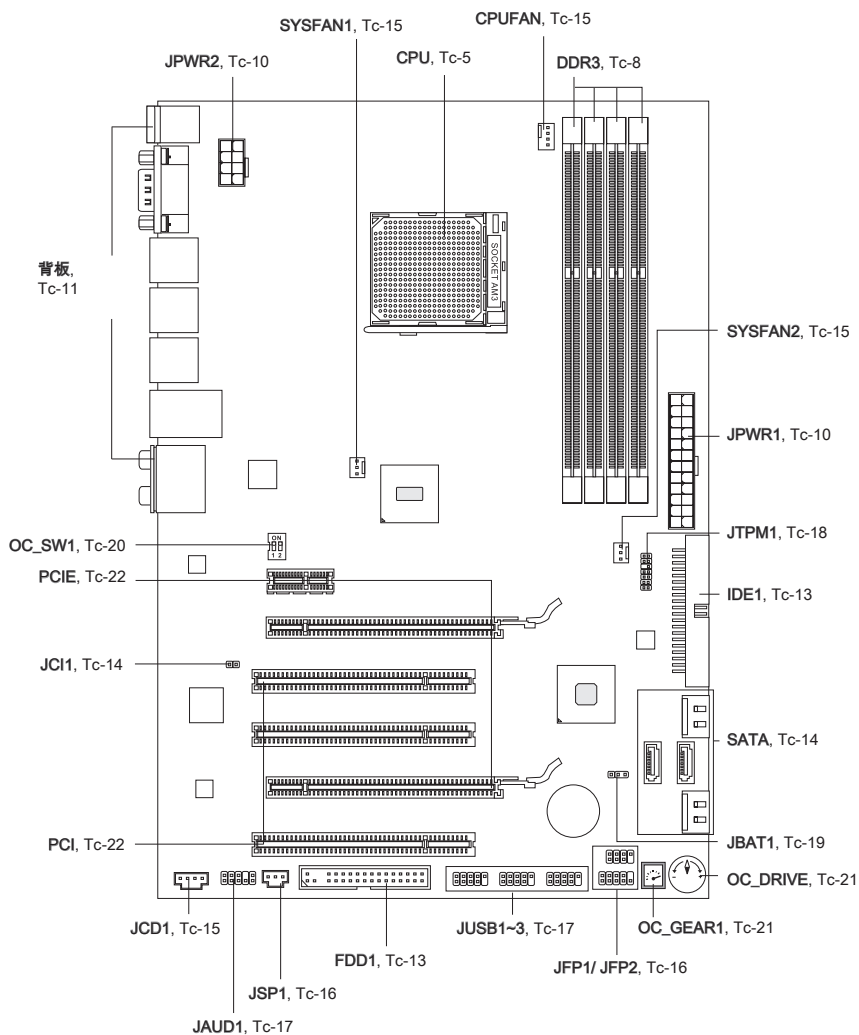 SYSFAN1, Tc-15
CPUFAN, Tc-15
JPWR2, Tc-10
CPU, Tc-5
DDR3, Tc-8
SOCKET AM3
背板,
Tc-11
SYSFAN2, Tc-15
JPWR1, Tc-10
ON
1 2
OC_SW1, Tc-20
JTPM1, Tc-18
PCIE, Tc-22
IDE1, Tc-13
JCI1, Tc-14
SATA, Tc-14
PCI, Tc-22
JBAT1, Tc-19
OC_DRIVE, Tc-21
JCD1, Tc-15
JUSB1~3, Tc-17
OC_GEAR1, Tc-21
FDD1, Tc-13
JFP1/ JFP2, Tc-16
JSP1, Tc-16
JAUD1, Tc-17